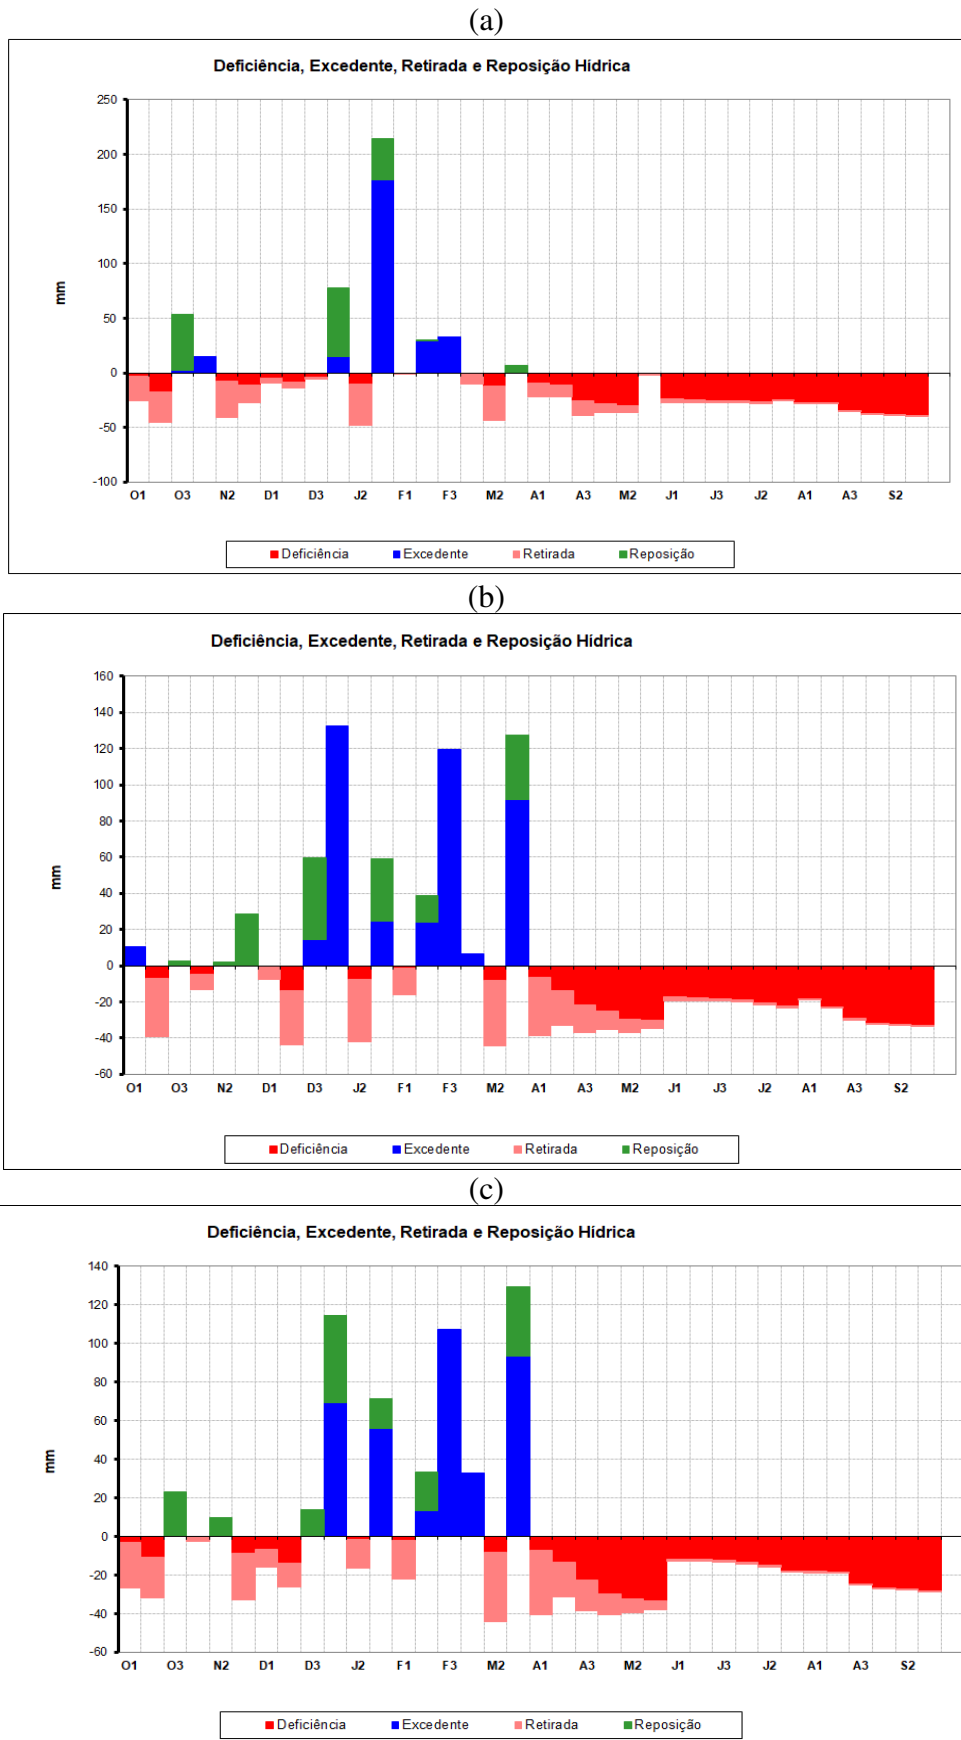 (a)
Deficiência, Excedente, Retirada e Reposição Hídrica
250
200
150
100
50
0
-50
-100
mm
O1 O3 N2 D1 D3 J2 F1 F3 M2 A1 A3 M2 J1 J3 J2 A1 A3 S2
Deficiência Excedente Retirada Reposição
(b)
Deficiência, Excedente, Retirada e Reposição Hídrica
160
140
120
100
80
60
40
20
0
-20
-40
-60
mm
O1 O3 N2 D1 D3 J2 F1 F3 M2 A1 A3 M2 J1 J3 J2 A1 A3 S2
Deficiência Excedente Retirada Reposição
(c)
Deficiência, Excedente, Retirada e Reposição Hídrica
140
120
100
80
60
40
20
0
-20
-40
-60
mm
O1 O3 N2 D1 D3 J2 F1 F3 M2 A1 A3 M2 J1 J3 J2 A1 A3 S2
Deficiência Excedente Retirada Reposição